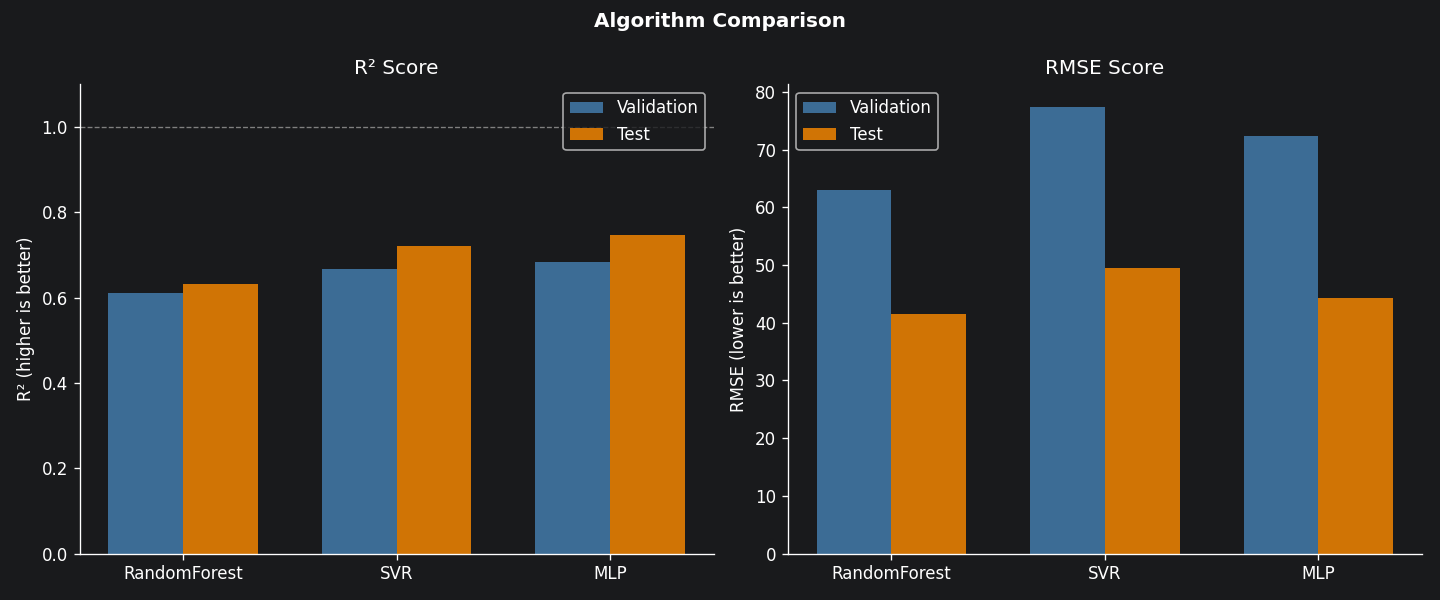 Algorithm Comparison
R² Score
R² (higher is better)
1.0
0.8
0.6
0.4
0.2
0.0
Validation
Test
RandomForest
SVR
MLP
RMSE Score
RMSE (lower is better)
80
70
60
50
40
30
20
10
0
Validation
Test
RandomForest
SVR
MLP